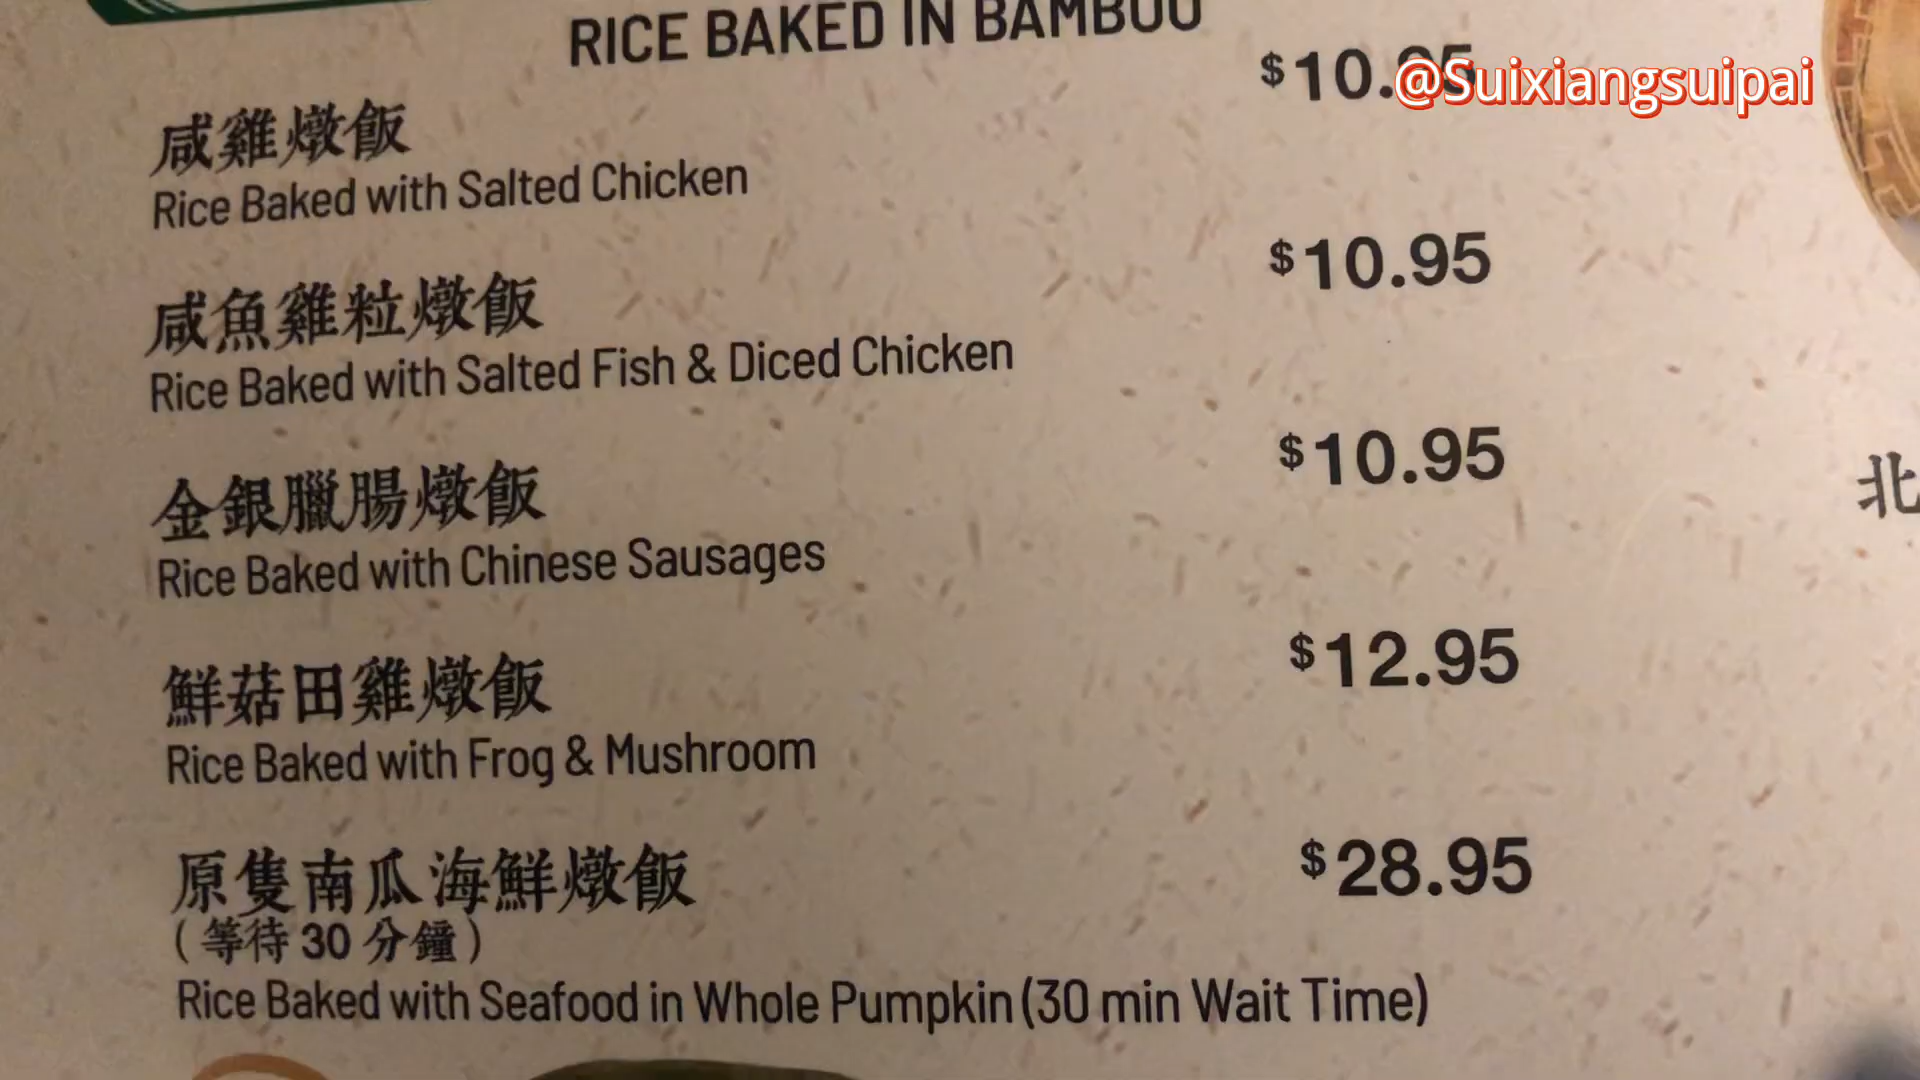 RICE BAKED IN BAMBOO
@Suixiangsuipai
咸雞燉飯
$10.95
Rice Baked with Salted Chicken
咸魚雞粒燉飯
$10.95
Rice Baked with Salted Fish & Diced Chicken
金銀臘腸燉飯
$10.95
Rice Baked with Chinese Sausages
北
鮮菇田雞燉飯
$12.95
Rice Baked with Frog & Mushroom
原隻南瓜海鮮燉飯
$28.95
(等待30分鐘)
Rice Baked with Seafood in Whole Pumpkin (30 min Wait Time)